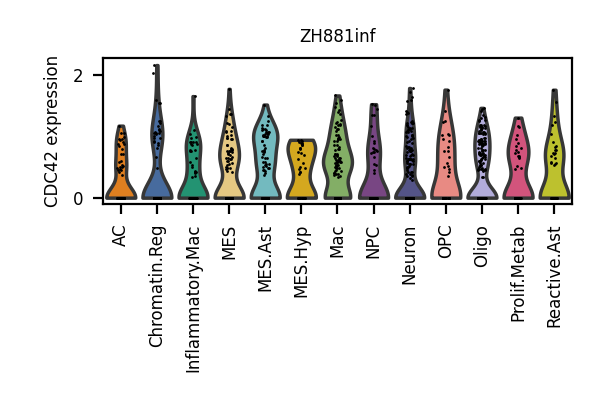 ZH881inf
CDC42 expression
2
0
AC
Chromatin.Reg
Inflammatory.Mac
MES
MES.Ast
MES.Hyp
Mac
NPC
Neuron
OPC
Oligo
Prolif.Metab
Reactive.Ast